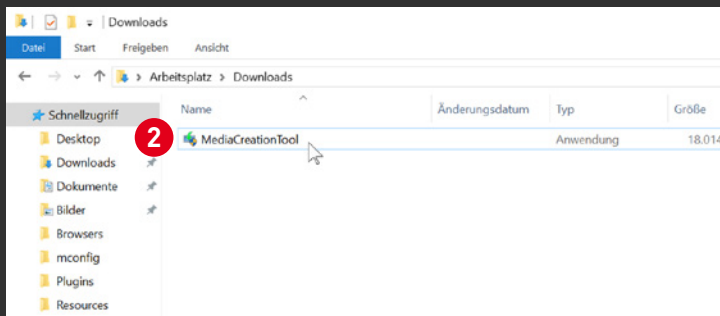 Downloads
Datei Start Freigeben Ansicht
Arbeitsplatz > Downloads
Schnellzugriff
Name Änderungsdatum Typ Größe
Desktop
2 MediaCreationTool Anwendung 18.014
Downloads
Dokumente
Bilder
Browsers
mconfig
Plugins
Resources